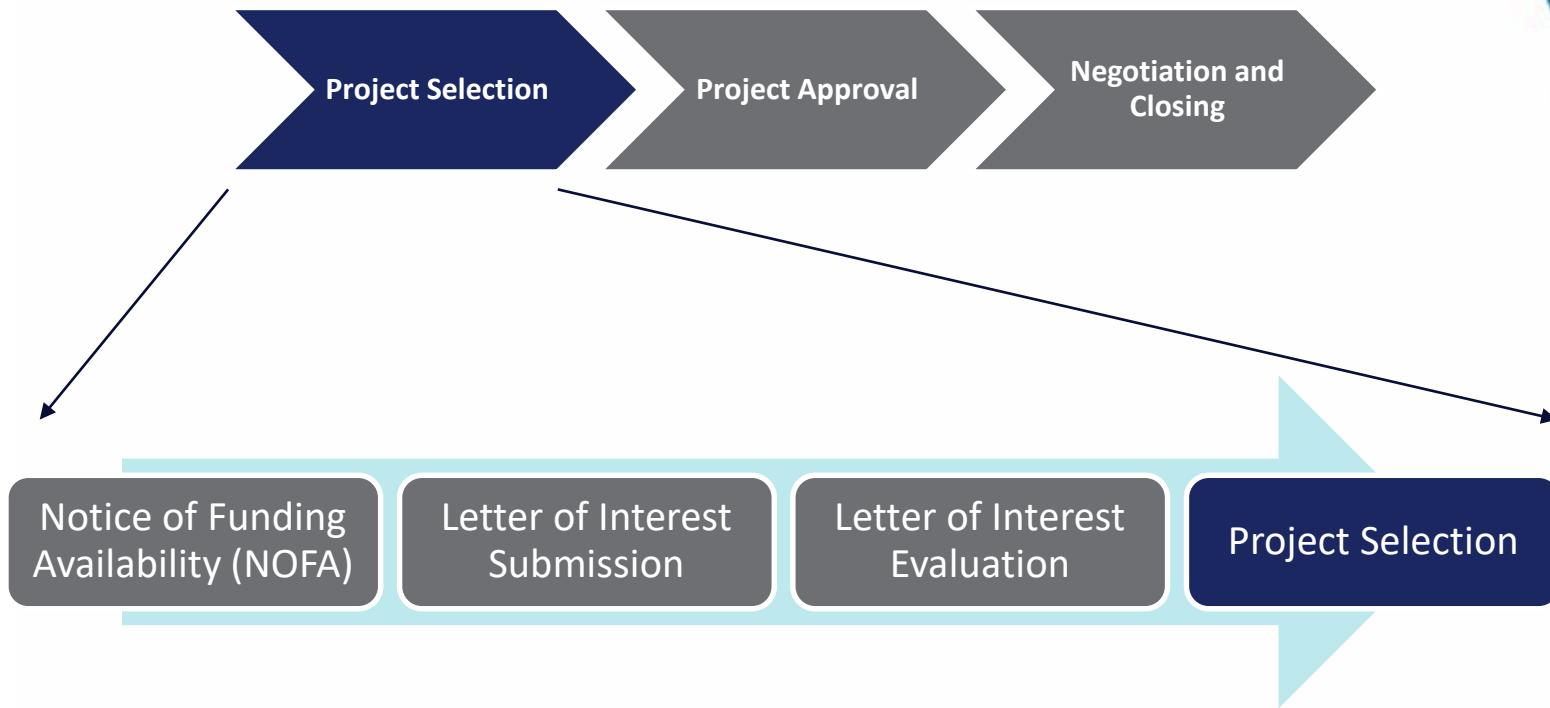 Project Selection
Project Approval
Negotiation and
Closing
Notice of Funding
Availability (NOFA)
Letter of Interest
Submission
Letter of Interest
Evaluation
Project Selection